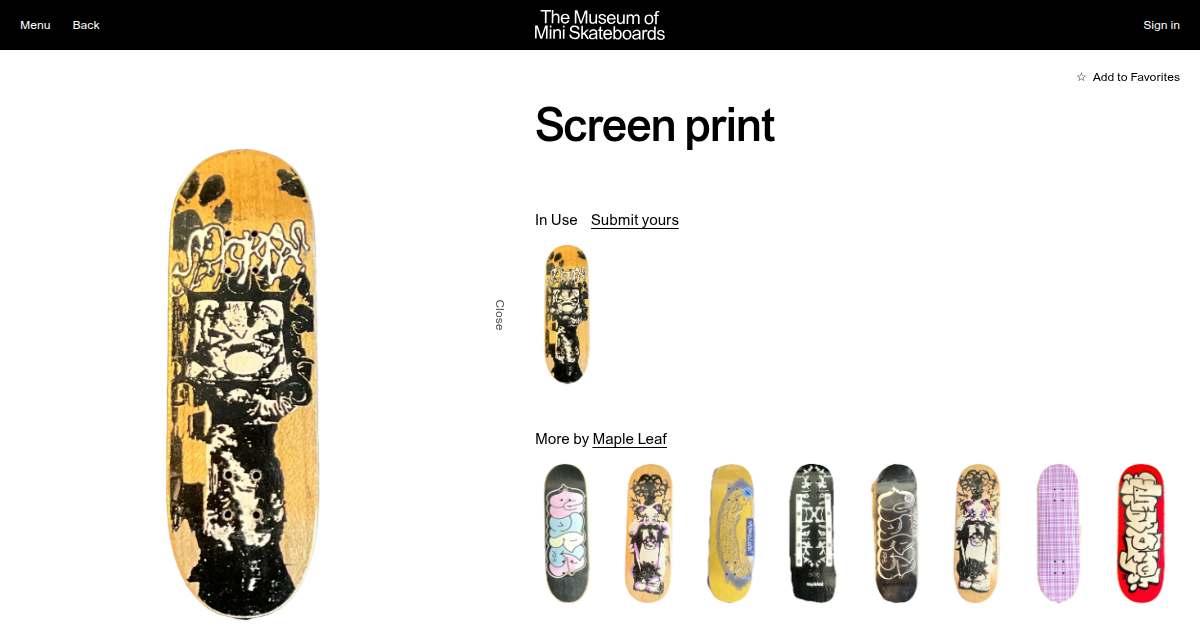 Menu
Back
The Museum of
Mini Skateboards
Sign in
☆ Add to Favorites
Screen print
In Use
Submit yours
Close
More by Maple Leaf